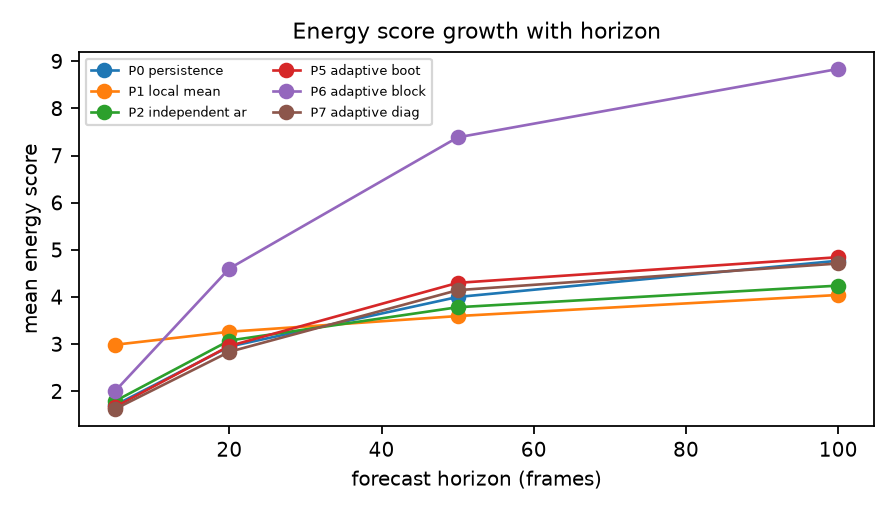 Energy score growth with horizon
P0 persistence
P1 local mean
P2 independent ar
P5 adaptive boot
P6 adaptive block
P7 adaptive diag
mean energy score
9
8
7
6
5
4
3
2
20
40
60
80
100
forecast horizon (frames)